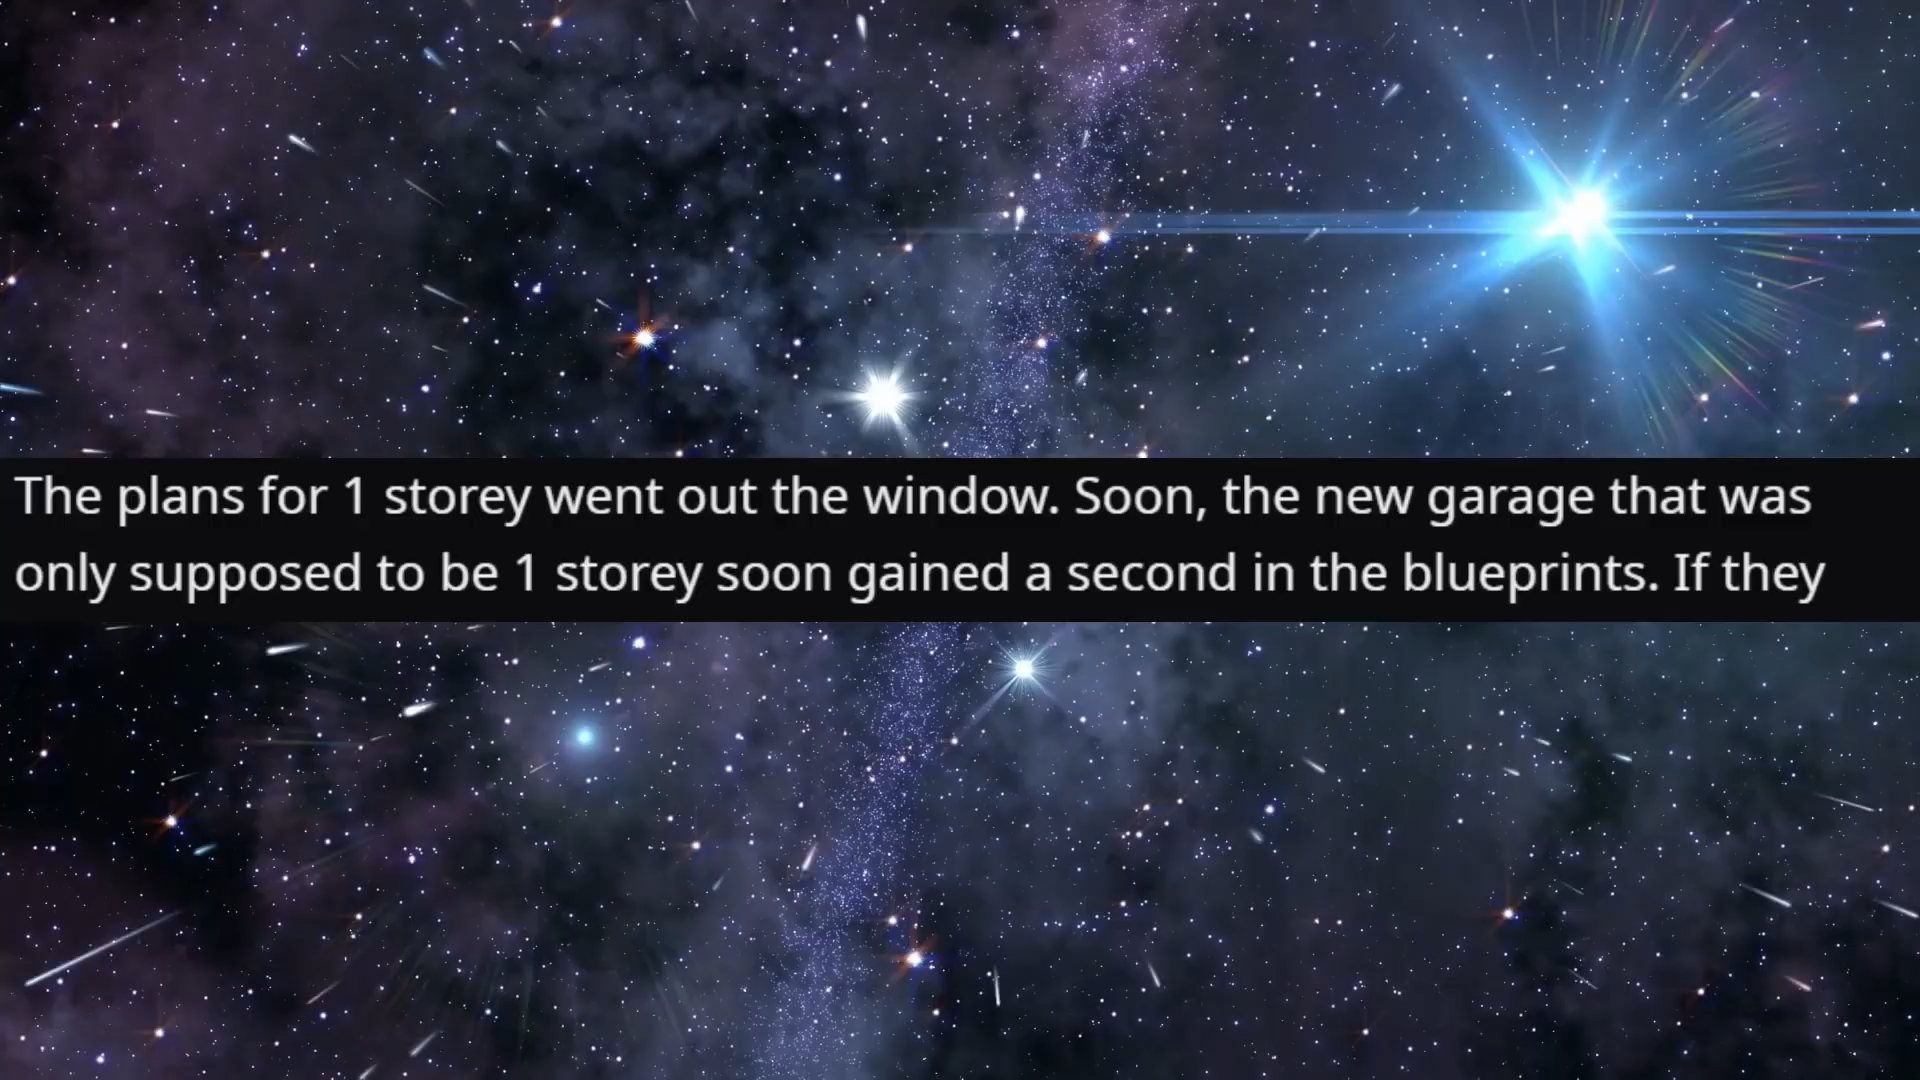 The plans for 1 storey went out the window. Soon, the new garage that was
only supposed to be 1 storey soon gained a second in the blueprints. If they